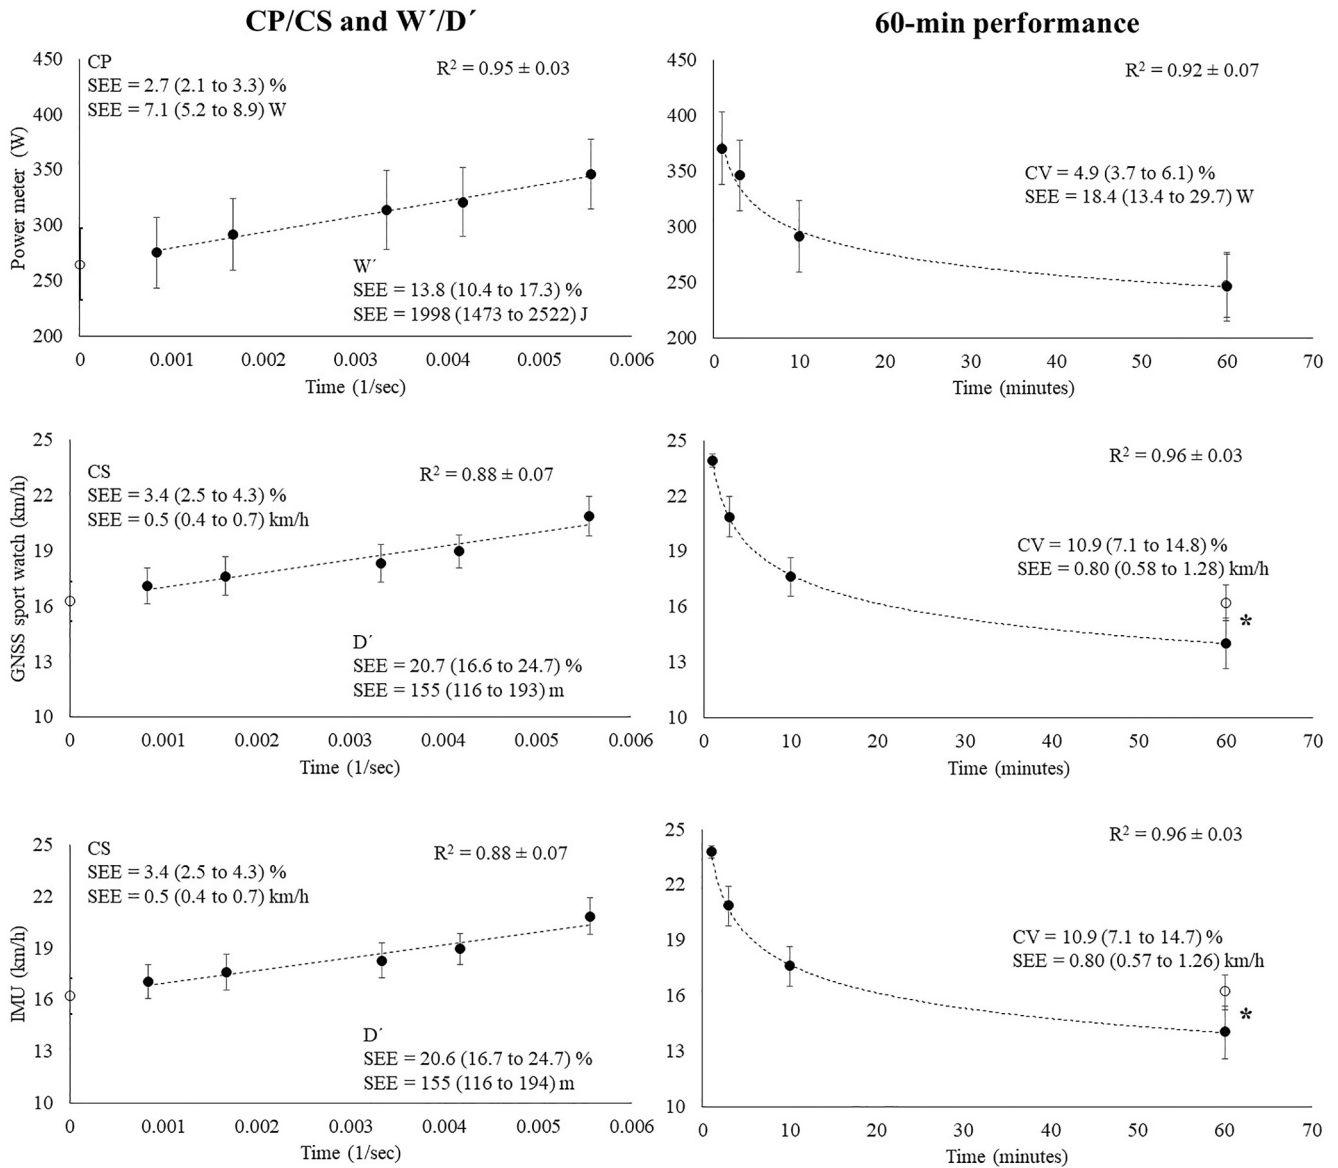 CP/CS and W´/D´
60-min performance
CP
SEE = 2.7 (2.1 to 3.3) %
SEE = 7.1 (5.2 to 8.9) W
R² = 0.95 ± 0.03
W´
SEE = 13.8 (10.4 to 17.3) %
SEE = 1998 (1473 to 2522) J
Power meter (W)
450
400
350
300
250
200
0 0.001 0.002 0.003 0.004 0.005 0.006
Time (1/sec)
R² = 0.92 ± 0.07
CV = 4.9 (3.7 to 6.1) %
SEE = 18.4 (13.4 to 29.7) W
450
400
350
300
250
200
0 10 20 30 40 50 60 70
Time (minutes)
CS
SEE = 3.4 (2.5 to 4.3) %
SEE = 0.5 (0.4 to 0.7) km/h
R² = 0.88 ± 0.07
D´
SEE = 20.7 (16.6 to 24.7) %
SEE = 155 (116 to 193) m
GNSS sport watch (km/h)
25
22
19
16
13
10
0 0.001 0.002 0.003 0.004 0.005 0.006
Time (1/sec)
R² = 0.96 ± 0.03
CV = 10.9 (7.1 to 14.8) %
SEE = 0.80 (0.58 to 1.28) km/h
*
25
22
19
16
13
10
0 10 20 30 40 50 60 70
Time (minutes)
CS
SEE = 3.4 (2.5 to 4.3) %
SEE = 0.5 (0.4 to 0.7) km/h
R² = 0.88 ± 0.07
D´
SEE = 20.6 (16.7 to 24.7) %
SEE = 155 (116 to 194) m
IMU (km/h)
25
22
19
16
13
10
0 0.001 0.002 0.003 0.004 0.005 0.006
Time (1/sec)
R² = 0.96 ± 0.03
CV = 10.9 (7.1 to 14.7) %
SEE = 0.80 (0.57 to 1.26) km/h
*
25
22
19
16
13
10
0 10 20 30 40 50 60 70
Time (minutes)